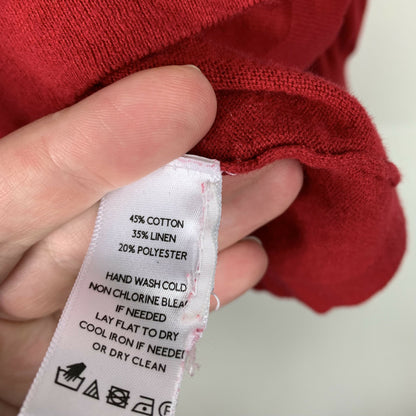 45% COTTON
35% LINEN
20% POLYESTER
HAND WASH COLD
NON CHLORINE BLEA
IF NEEDED
LAY FLAT TO DRY
COOL IRON IF NEEDED
OR DRY CLEAN